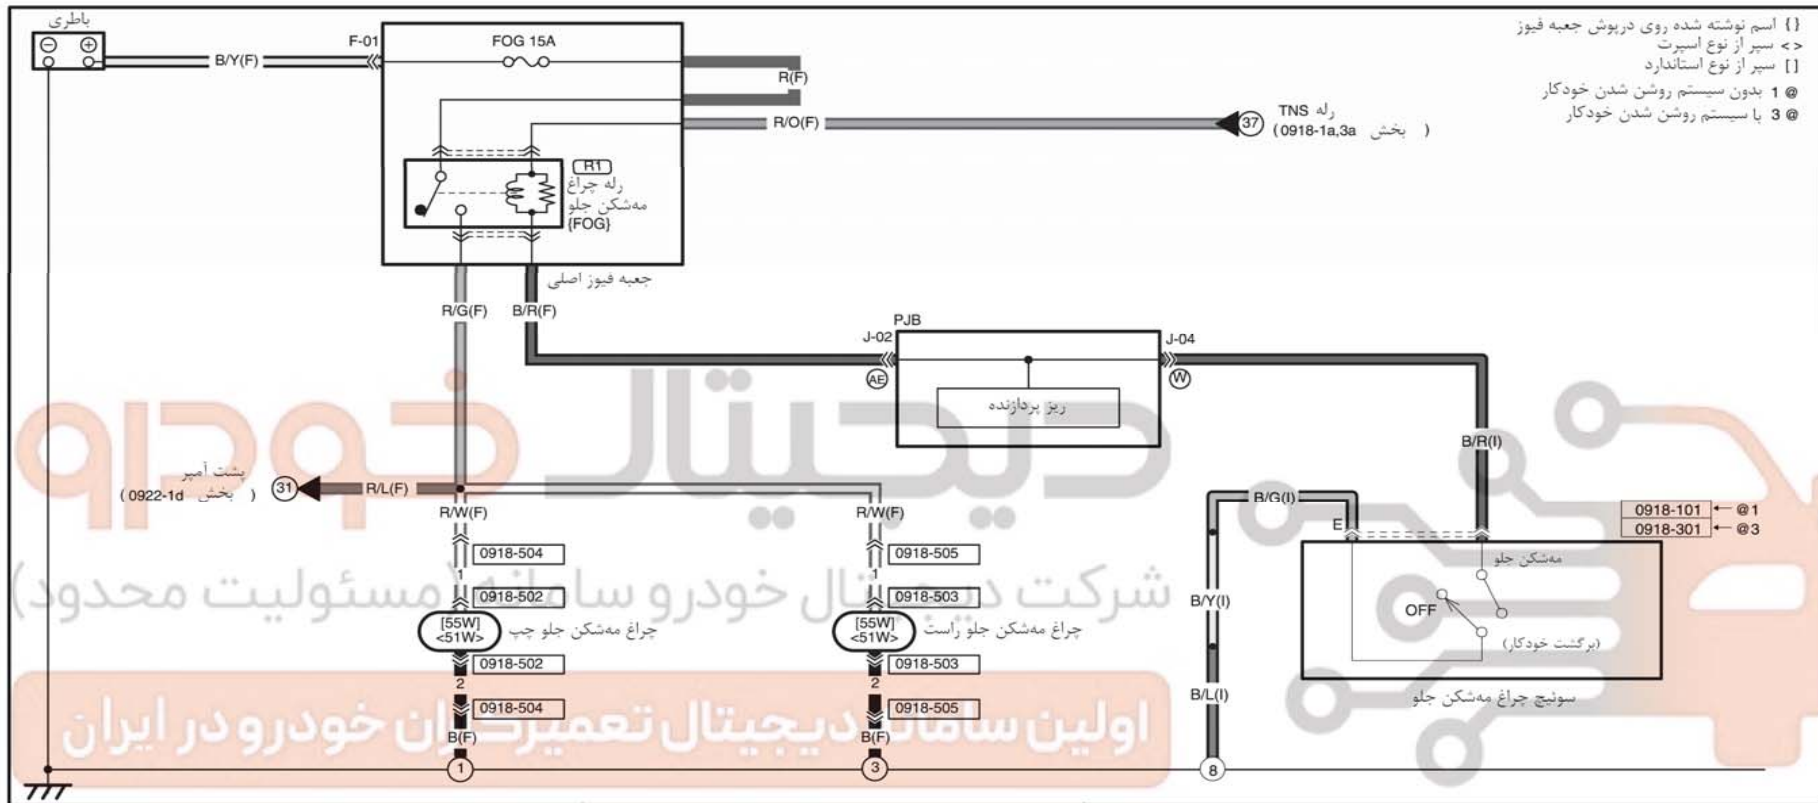 باطری
{ } اسم نوشته شده روی درپوش جعبه فیوز
< > سپر از نوع اسپرت
[ ] سپر از نوع استاندارد
@ 1 بدون سیستم روشن شدن خودکار
@ 3 با سیستم روشن شدن خودکار
B/Y(F)
F-01
FOG 15A
R(F)
R/O(F)
37
رله TNS
( بخش 0918-1a,3a )
R1
رله چراغ
مه‌شکن جلو
{FOG}
جعبه فیوز اصلی
R/G(F)
B/R(F)
PJB
J-02
J-04
AE
W
ریز پردازنده
B/R(I)
دیجیتال خودرو
پشت آمپر
( بخش 0922-1d )
31
R/L(F)
R/W(F)
R/W(F)
B/G(I)
E
0918-101 ← @1
0918-301 ← @3
0918-504
0918-505
1
1
0918-502
0918-503
شرکت دیجیتال خودرو سامانه (مسئولیت محدود)
[55W]
<51W>
چراغ مه‌شکن جلو چپ
[55W]
<51W>
چراغ مه‌شکن جلو راست
B/Y(I)
مه‌شکن جلو
OFF
(برگشت خودکار)
سوئیچ چراغ مه‌شکن جلو
0918-502
0918-503
2
2
0918-504
0918-505
B/L(I)
B(F)
B(F)
اولین سامانه دیجیتال تعمیرکاران خودرو در ایران
1
3
8